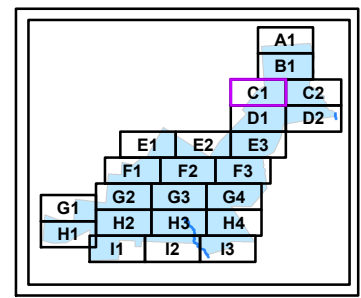 A1
B1
C1 C2
D1 D2
E1 E2 E3
F1 F2 F3
G1 G2 G3 G4
H1 H2 H3 H4
I1 I2 I3